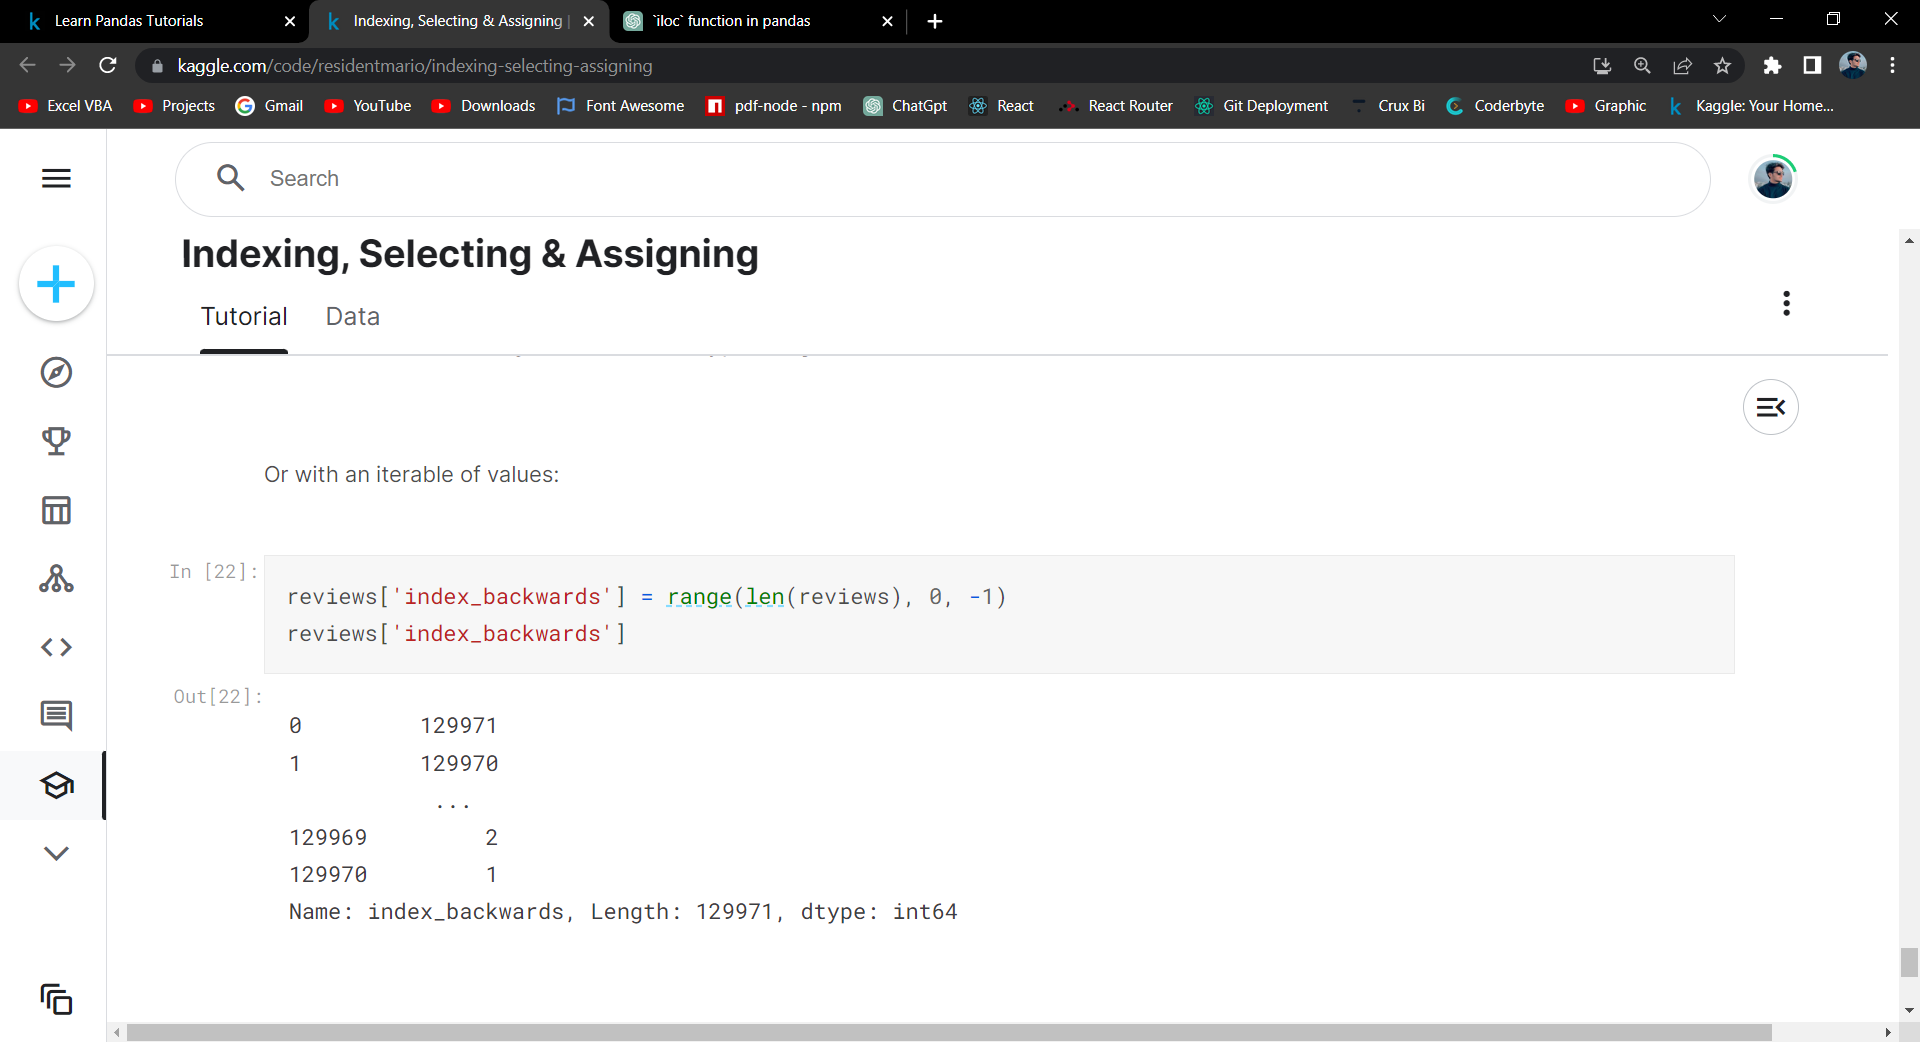 Learn Pandas Tutorials
Indexing, Selecting & Assigning |
`iloc` function in pandas
kaggle.com/code/residentmario/indexing-selecting-assigning
Excel VBA
Projects
Gmail
YouTube
Downloads
Font Awesome
pdf-node - npm
ChatGpt
React
React Router
Git Deployment
Crux Bi
Coderbyte
Graphic
Kaggle: Your Home...
Search
Indexing, Selecting & Assigning
Tutorial
Data
Or with an iterable of values:
In [22]:
reviews['index_backwards'] = range(len(reviews), 0, -1)
reviews['index_backwards']
Out[22]:
0 129971
1 129970
...
129969 2
129970 1
Name: index_backwards, Length: 129971, dtype: int64